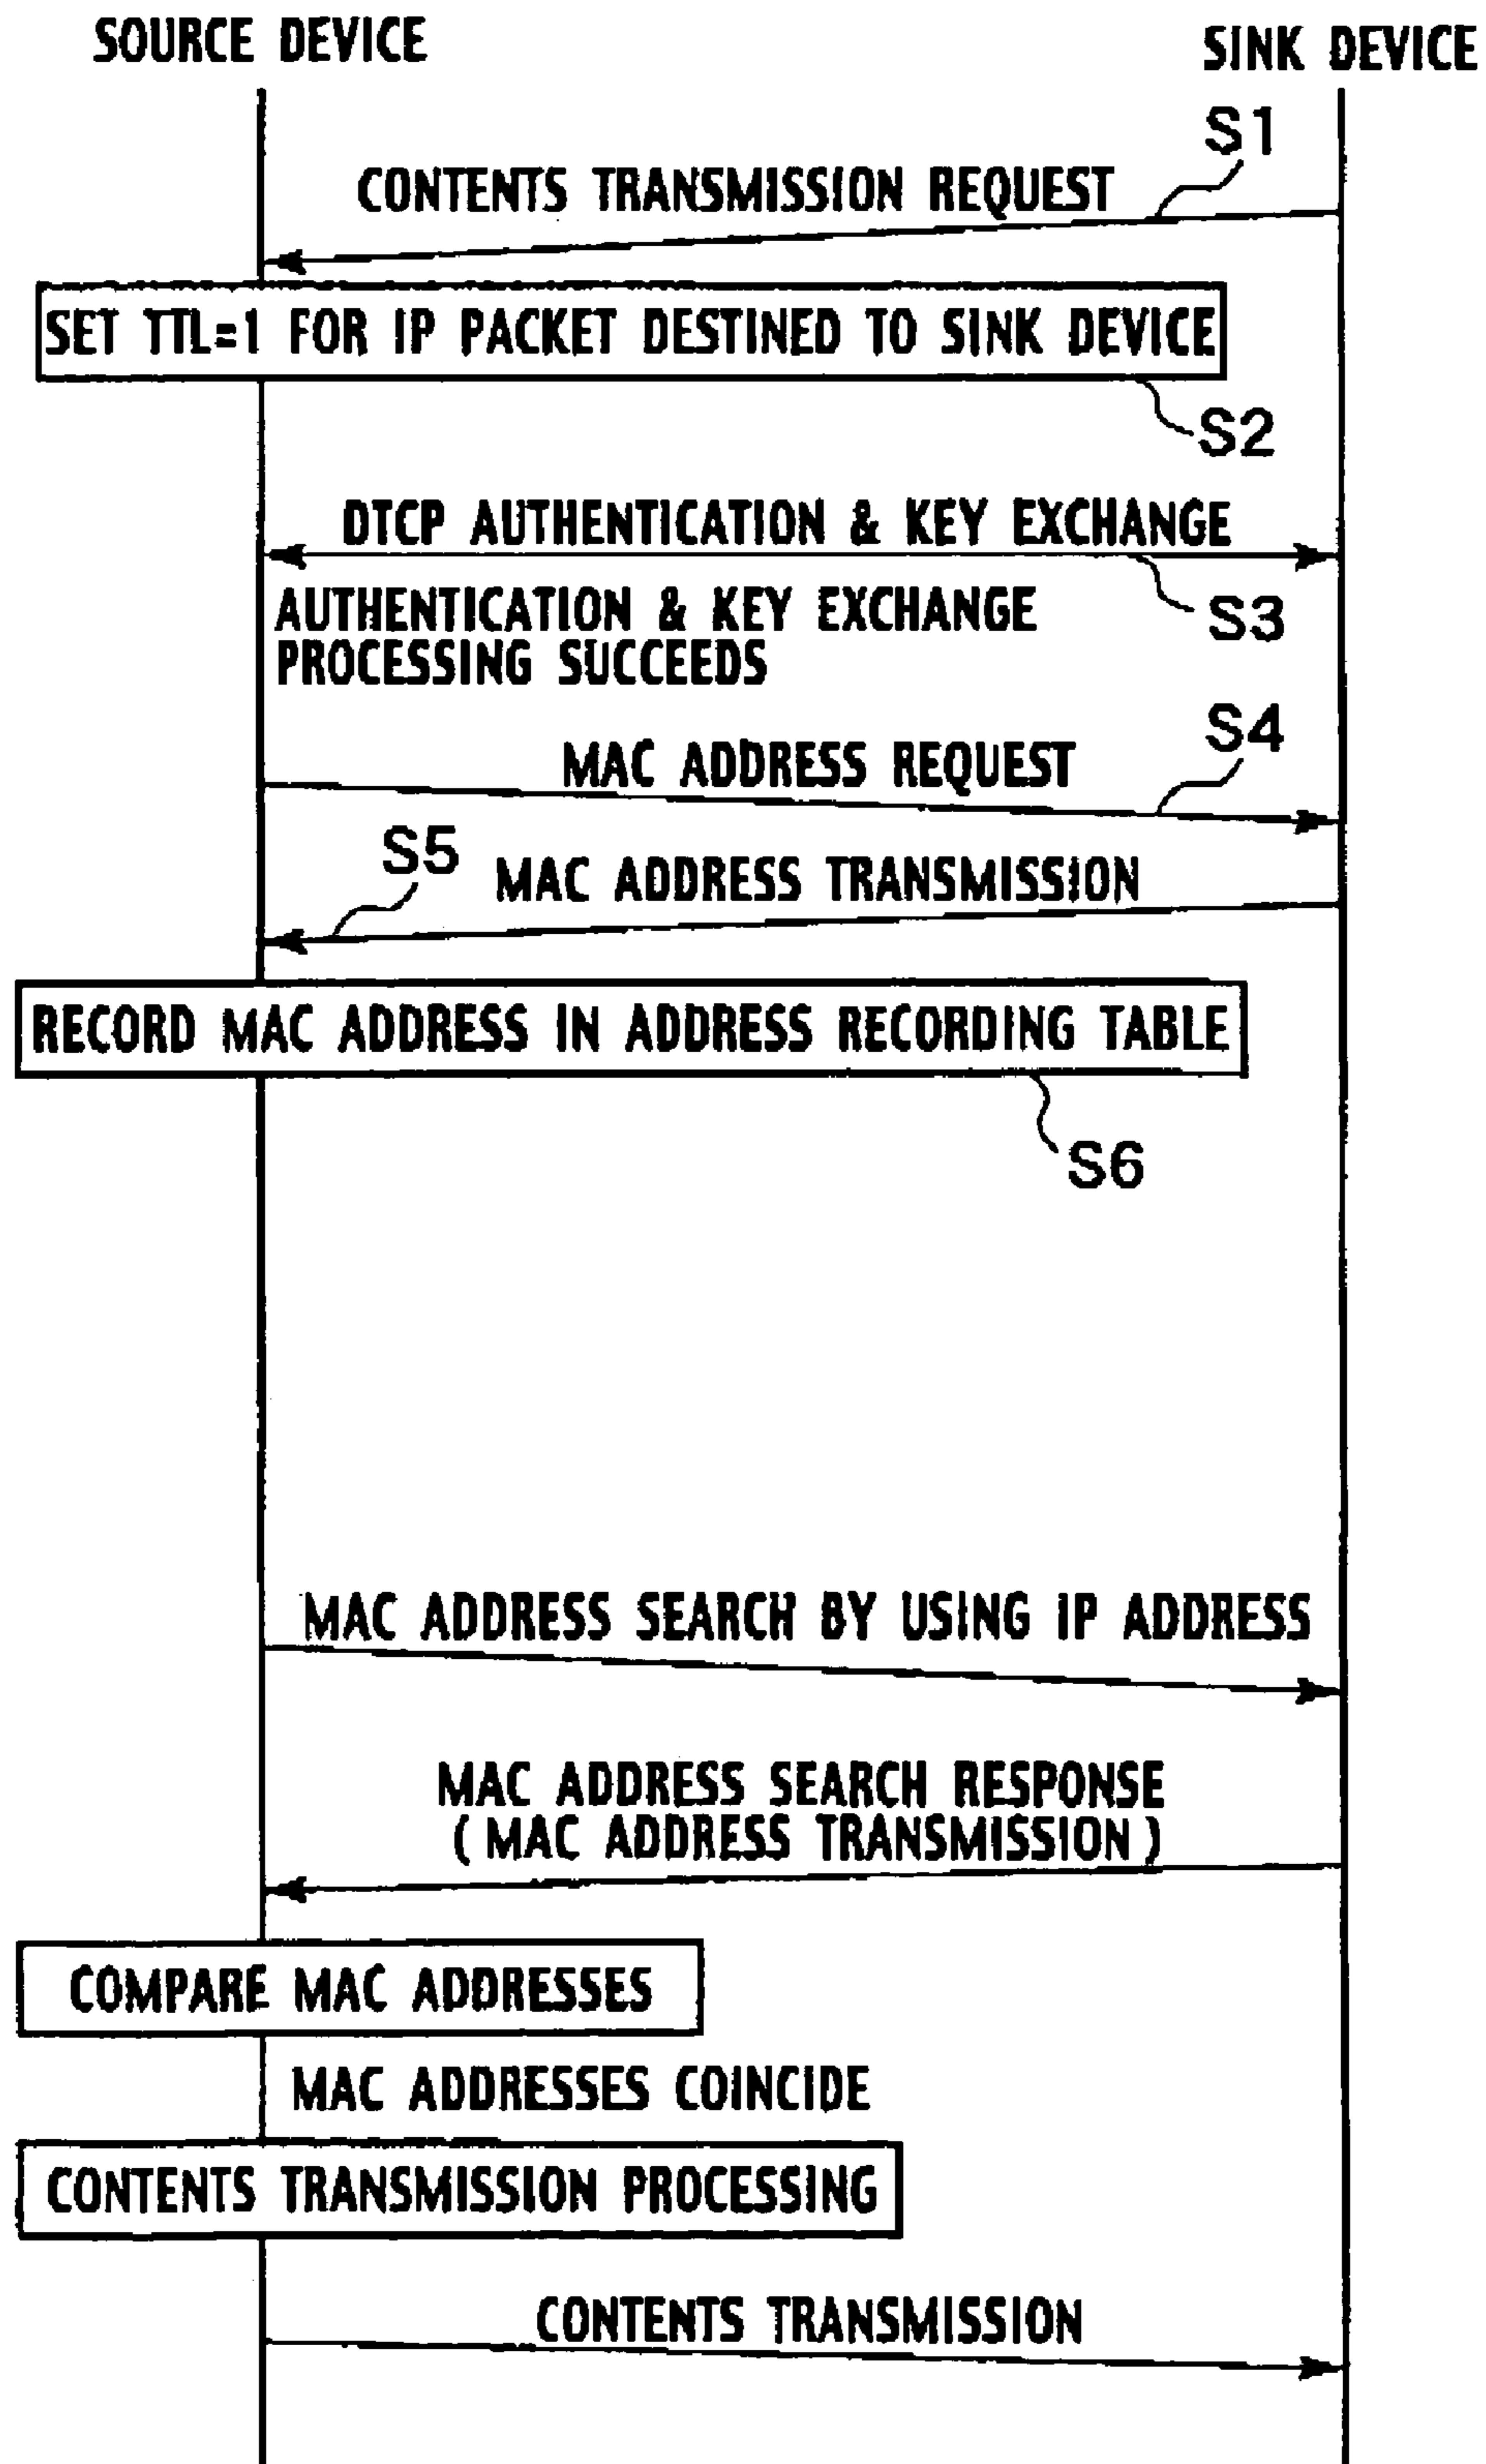 SOURCE DEVICE
SINK DEVICE
S1
CONTENTS TRANSMISSION REQUEST
SET TTL=1 FOR IP PACKET DESTINED TO SINK DEVICE
S2
DTCP AUTHENTICATION & KEY EXCHANGE
S3
AUTHENTICATION & KEY EXCHANGE
PROCESSING SUCCEEDS
S4
MAC ADDRESS REQUEST
S5
MAC ADDRESS TRANSMISSION
RECORD MAC ADDRESS IN ADDRESS RECORDING TABLE
S6
MAC ADDRESS SEARCH BY USING IP ADDRESS
MAC ADDRESS SEARCH RESPONSE
(MAC ADDRESS TRANSMISSION)
COMPARE MAC ADDRESSES
MAC ADDRESSES COINCIDE
CONTENTS TRANSMISSION PROCESSING
CONTENTS TRANSMISSION